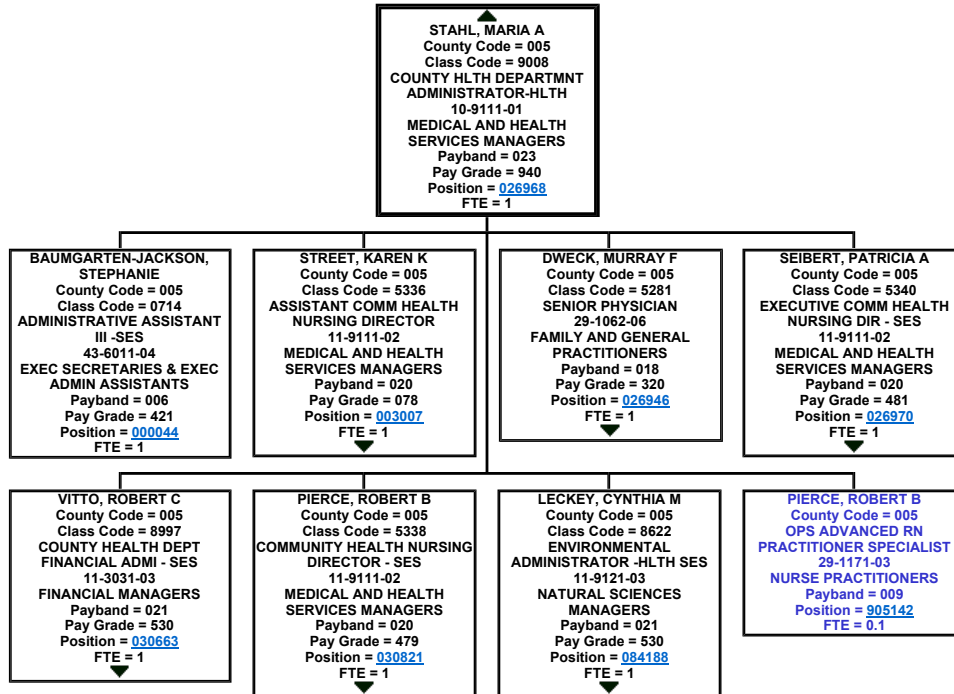 STAHL, MARIA A
County Code = 005
Class Code = 9008
COUNTY HLTH DEPARTMNT
ADMINISTRATOR-HLTH
10-9111-01
MEDICAL AND HEALTH
SERVICES MANAGERS
Payband = 023
Pay Grade = 940
Position = 026968
FTE = 1
BAUMGARTEN-JACKSON,
STEPHANIE
County Code = 005
Class Code = 0714
ADMINISTRATIVE ASSISTANT
III -SES
43-6011-04
EXEC SECRETARIES & EXEC
ADMIN ASSISTANTS
Payband = 006
Pay Grade = 421
Position = 000044
FTE = 1
STREET, KAREN K
County Code = 005
Class Code = 5336
ASSISTANT COMM HEALTH
NURSING DIRECTOR
11-9111-02
MEDICAL AND HEALTH
SERVICES MANAGERS
Payband = 020
Pay Grade = 078
Position = 003007
FTE = 1
DWECK, MURRAY F
County Code = 005
Class Code = 5281
SENIOR PHYSICIAN
29-1062-06
FAMILY AND GENERAL
PRACTITIONERS
Payband = 018
Pay Grade = 320
Position = 026946
FTE = 1
SEIBERT, PATRICIA A
County Code = 005
Class Code = 5340
EXECUTIVE COMM HEALTH
NURSING DIR - SES
11-9111-02
MEDICAL AND HEALTH
SERVICES MANAGERS
Payband = 020
Pay Grade = 481
Position = 026970
FTE = 1
VITTO, ROBERT C
County Code = 005
Class Code = 8997
COUNTY HEALTH DEPT
FINANCIAL ADMI - SES
11-3031-03
FINANCIAL MANAGERS
Payband = 021
Pay Grade = 530
Position = 030663
FTE = 1
PIERCE, ROBERT B
County Code = 005
Class Code = 5338
COMMUNITY HEALTH NURSING
DIRECTOR - SES
11-9111-02
MEDICAL AND HEALTH
SERVICES MANAGERS
Payband = 020
Pay Grade = 479
Position = 030821
FTE = 1
LECKEY, CYNTHIA M
County Code = 005
Class Code = 8622
ENVIRONMENTAL
ADMINISTRATOR -HLTH SES
11-9121-03
NATURAL SCIENCES
MANAGERS
Payband = 021
Pay Grade = 530
Position = 084188
FTE = 1
PIERCE, ROBERT B
County Code = 005
OPS ADVANCED RN
PRACTITIONER SPECIALIST
29-1171-03
NURSE PRACTITIONERS
Payband = 009
Position = 905142
FTE = 0.1